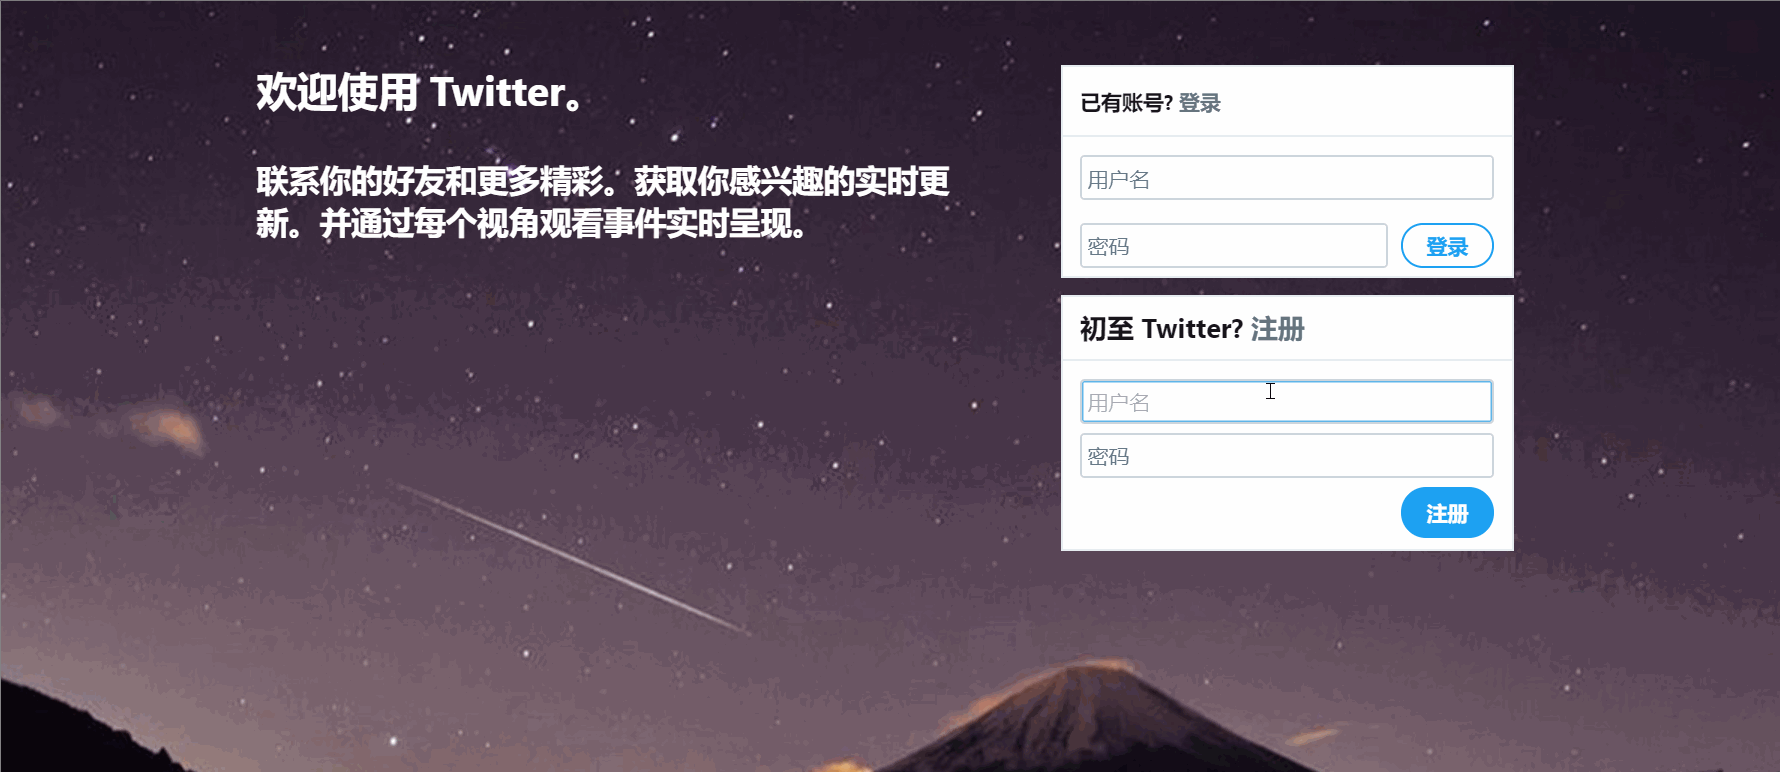 欢迎使用 Twitter。
联系你的好友和更多精彩。获取你感兴趣的实时更
新。并通过每个视角观看事件实时呈现。
已有账号? 登录
用户名
密码
登录
初至 Twitter? 注册
用户名
密码
注册